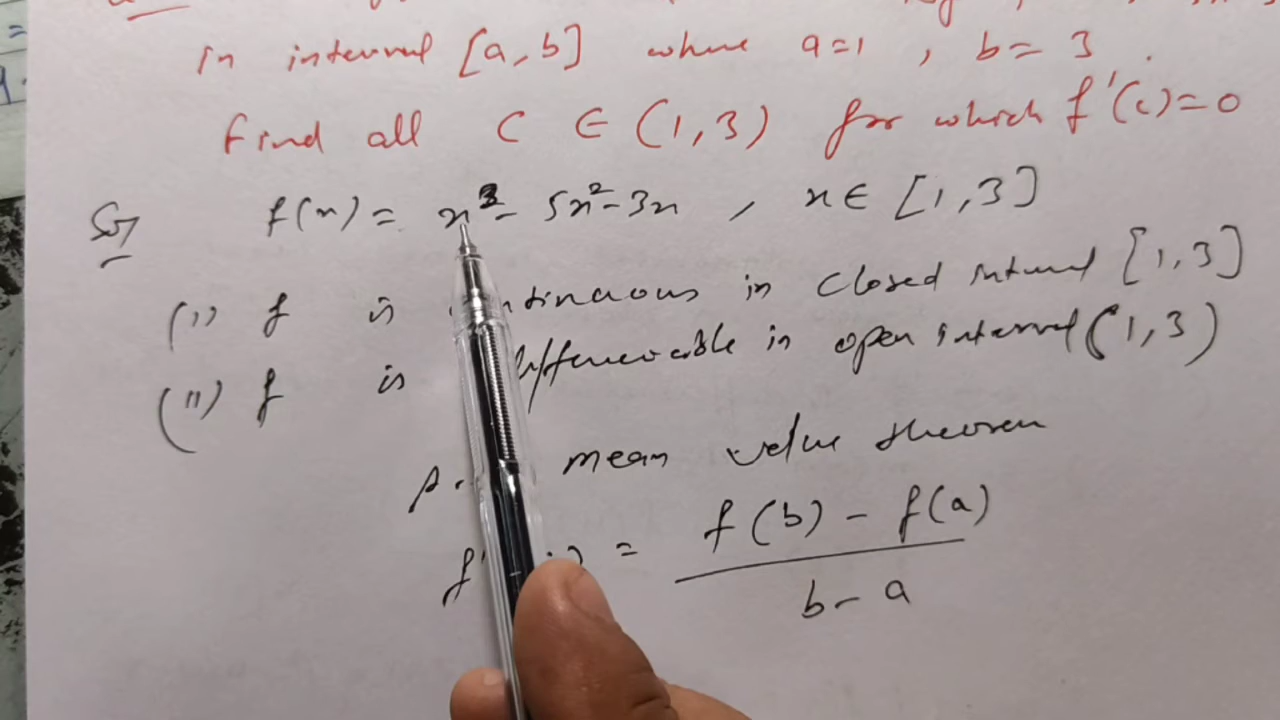 in interval [a, b] where a=1 , b= 3 .
Find all C ∈ (1,3) for which f'(c)=0
Sol f(x) = x³- 5x²-3x , x ∈ [1,3]
(i) f is continuous in closed interval [1,3]
(ii) f is differenciable in open interval (1,3)
mean value theorem
= f(b) - f(a)
b - a